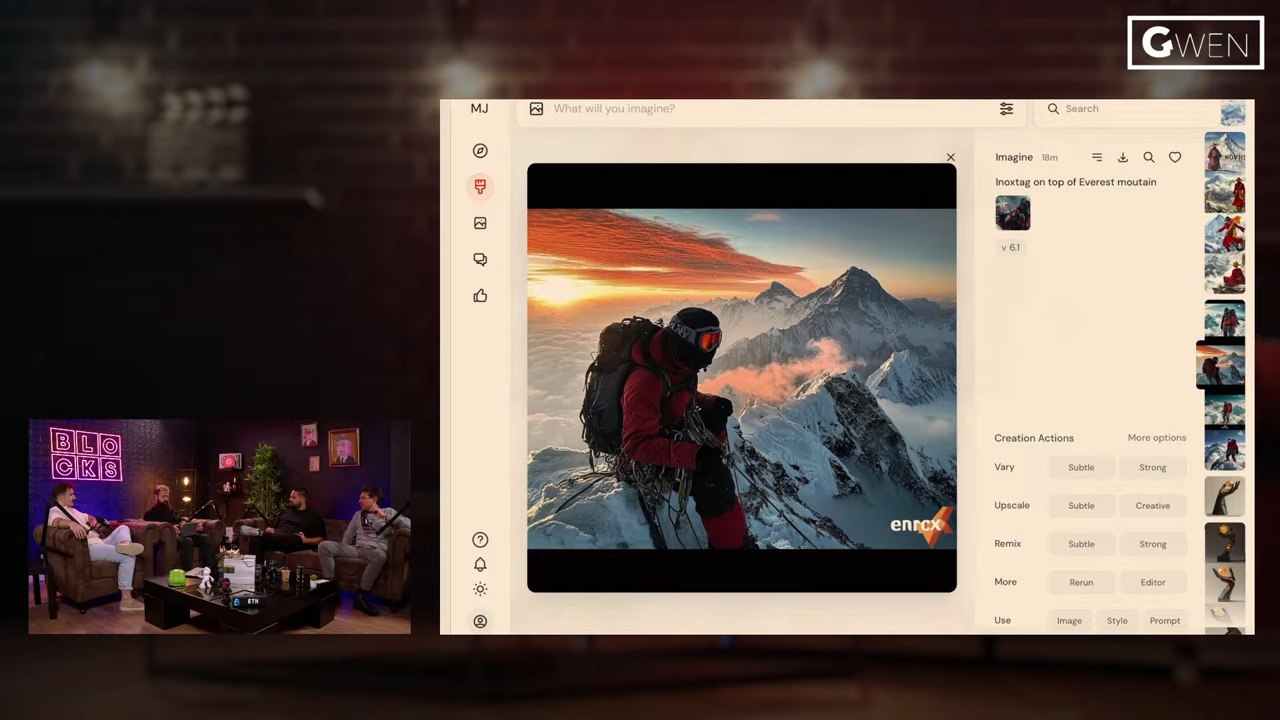 GWEN
MJ
What will you imagine?
Search
Imagine 18m
Inoxtag on top of Everest moutain
v 6.1
enrcx
Creation Actions
More options
Vary
Subtle
Strong
Upscale
Subtle
Creative
Remix
Subtle
Strong
More
Rerun
Editor
Use
Image
Style
Prompt
BLO
CKS
ETH